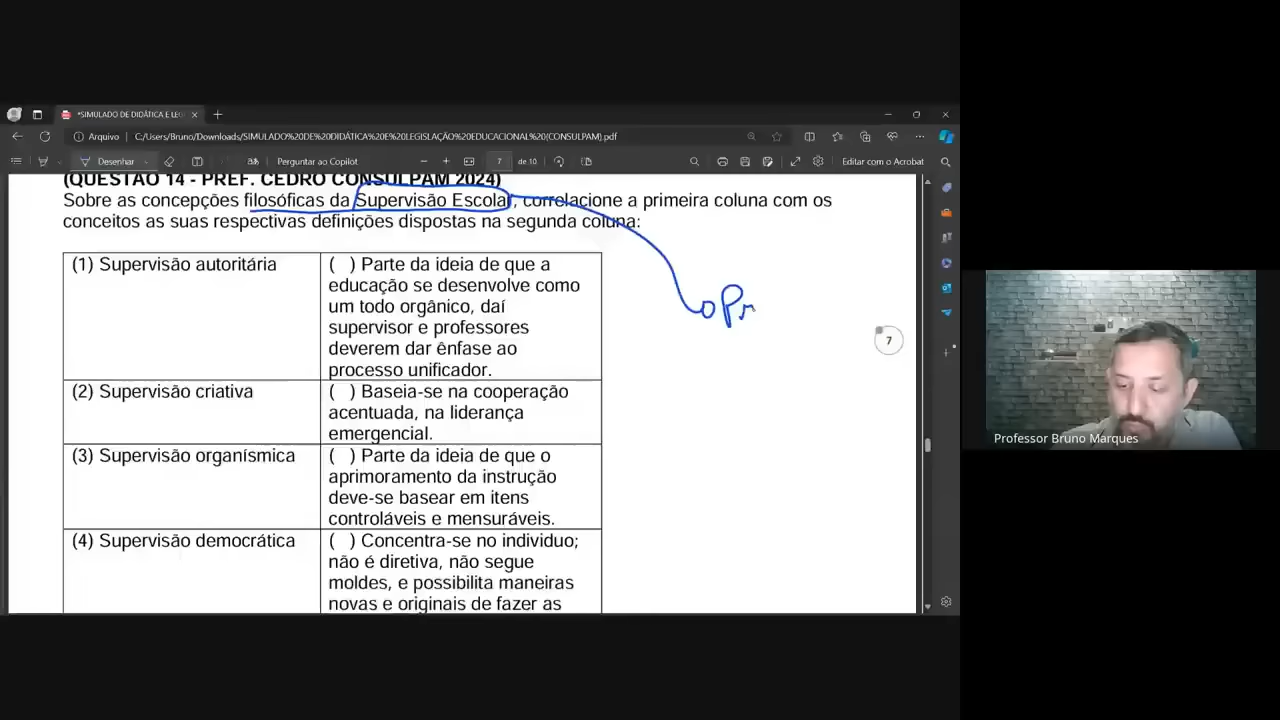 *SIMULADO DE DIDÁTICA E LEG
Arquivo
C:/Users/Bruno/Downloads/SIMULADO%20DE%20DIDÁTICA%20E%20LEGISLAÇÃO%20EDUCACIONAL%20(CONSULPAM).pdf
Desenhar
Perguntar ao Copilot
7
de 10
Editar com o Acrobat
(QUESTÃO 14 - PREF. CEDRO CONSULPAM 2024)
Sobre as concepções filosóficas da Supervisão Escola, correlacione a primeira coluna com os
conceitos as suas respectivas definições dispostas na segunda coluna:
(1) Supervisão autoritária
( ) Parte da ideia de que a
educação se desenvolve como
um todo orgânico, daí
supervisor e professores
deverem dar ênfase ao
processo unificador.
(2) Supervisão criativa
( ) Baseia-se na cooperação
acentuada, na liderança
emergencial.
(3) Supervisão organísmica
( ) Parte da ideia de que o
aprimoramento da instrução
deve-se basear em itens
controláveis e mensuráveis.
(4) Supervisão democrática
( ) Concentra-se no individuo;
não é diretiva, não segue
moldes, e possibilita maneiras
novas e originais de fazer as
Pr
7
Professor Bruno Marques